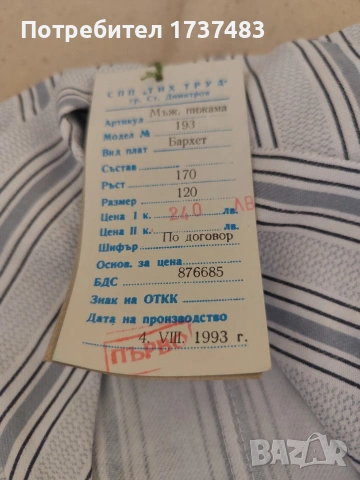 Потребител 1737483
СПП „ТИХ ТРУД"
гр. Ст. Димитров
Артикул Мъж. пижама
Модел № 193
Вид плат Бархет
Състав
Ръст 170
Размер 120
Цена I к. 240 лв. ЛВ
Цена II к. лв.
Шифър По договор
Основ. за цена
БДС 876685
Знак на ОТКК
Дата на производство
4. VIII. 1993 г.
ПЪРВО
BAZAR